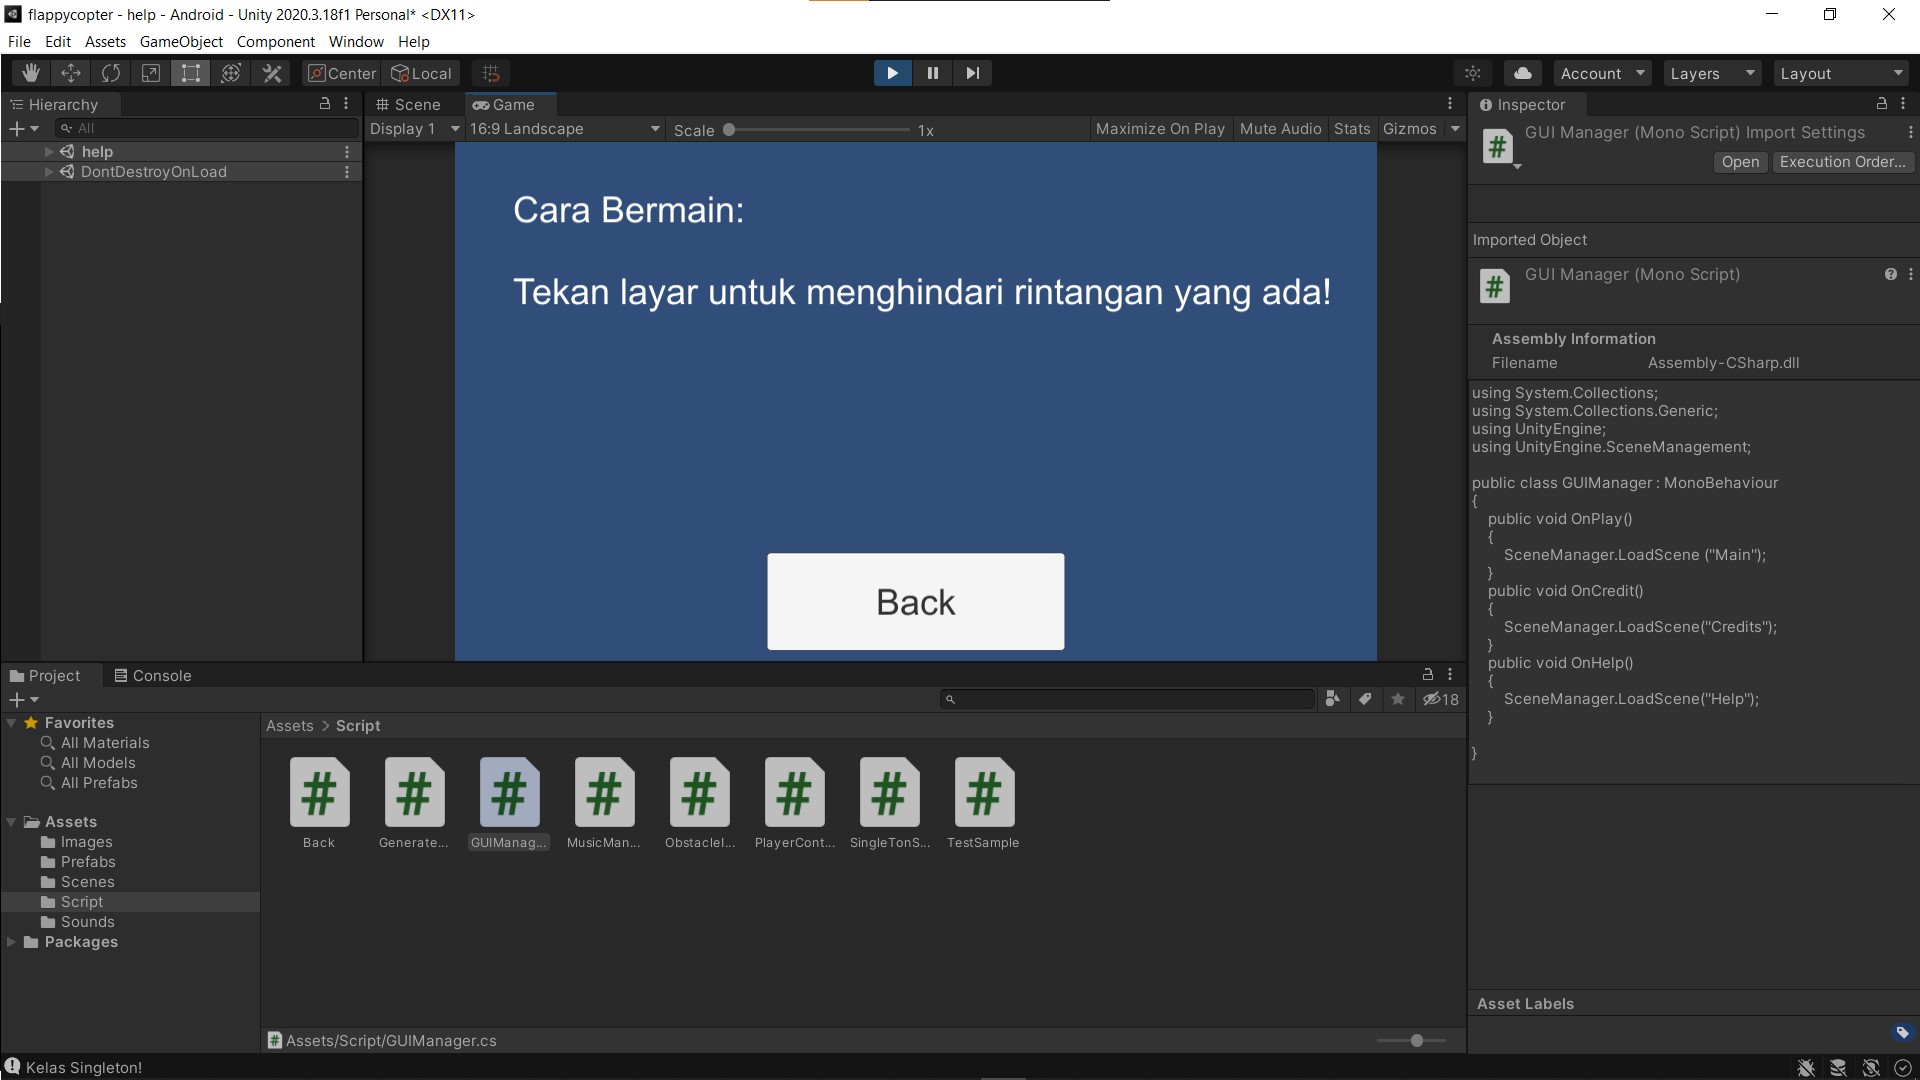 flappycopter - help - Android - Unity 2020.3.18f1 Personal* <DX11>
File Edit Assets GameObject Component Window Help
Center Local Account Layers Layout
Hierarchy
All
help
DontDestroyOnLoad
Scene Game
Display 1 16:9 Landscape Scale 1x Maximize On Play Mute Audio Stats Gizmos
Cara Bermain:
Tekan layar untuk menghindari rintangan yang ada!
Back
Inspector
GUI Manager (Mono Script) Import Settings
Open Execution Order...
Imported Object
GUI Manager (Mono Script)
Assembly Information
Filename Assembly-CSharp.dll
using System.Collections;
using System.Collections.Generic;
using UnityEngine;
using UnityEngine.SceneManagement;
public class GUIManager : MonoBehaviour
{
public void OnPlay()
{
SceneManager.LoadScene ("Main");
}
public void OnCredit()
{
SceneManager.LoadScene("Credits");
}
public void OnHelp()
{
SceneManager.LoadScene("Help");
}
}
Asset Labels
Project Console
18
Favorites
All Materials
All Models
All Prefabs
Assets
Images
Prefabs
Scenes
Script
Sounds
Packages
Assets > Script
Back Generate... GUIManag... MusicMan... ObstacleI... PlayerCont... SingleTonS... TestSample
Assets/Script/GUIManager.cs
Kelas Singleton!